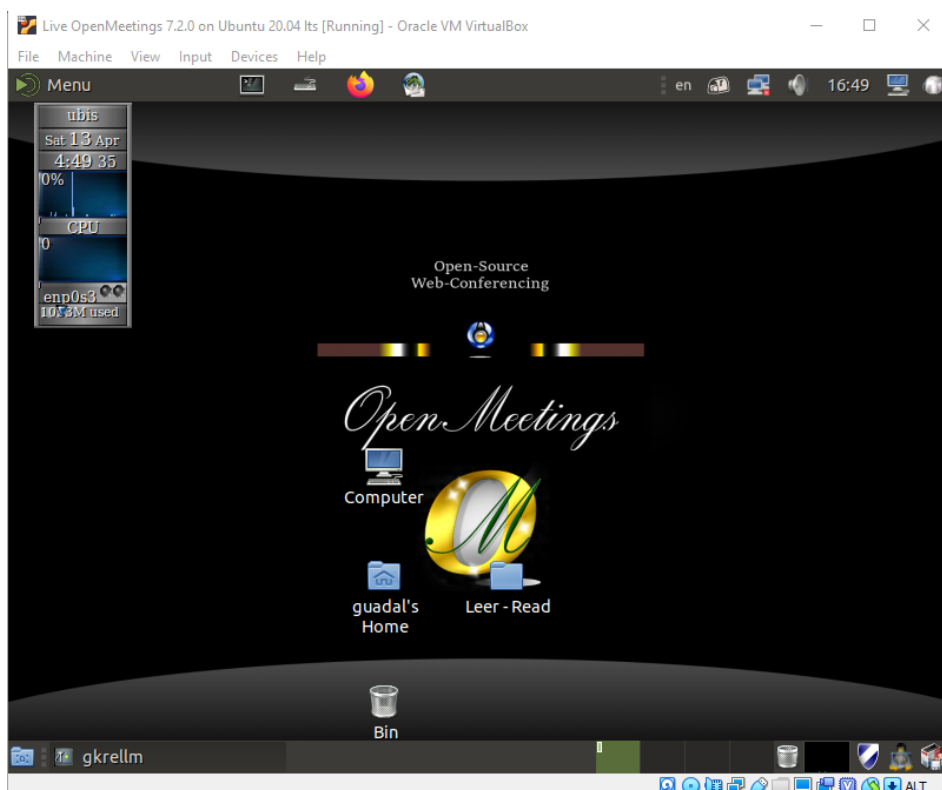 Live OpenMeetings 7.2.0 on Ubuntu 20.04 lts [Running] - Oracle VM VirtualBox
File Machine View Input Devices Help
Menu en 16:49
ubis
Sat 13 Apr
4:49 35
0%
CPU
0
enp0s3
used
Open-Source
Web-Conferencing
OpenMeetings
Computer
guadal's
Home
Leer - Read
Bin
gkrellm
ALT